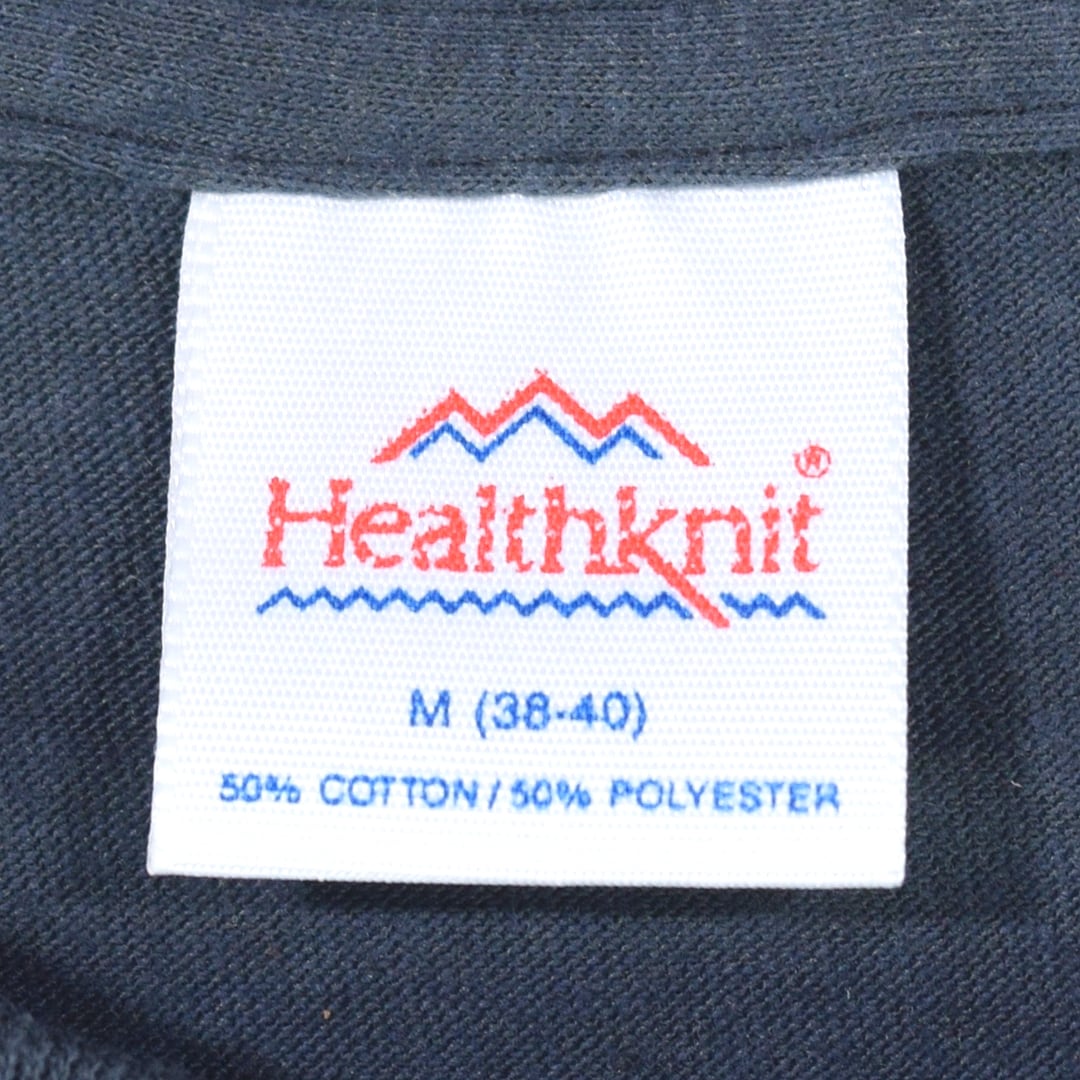 Healthknit®
M (38-40)
50% COTTON/50% POLYESTER